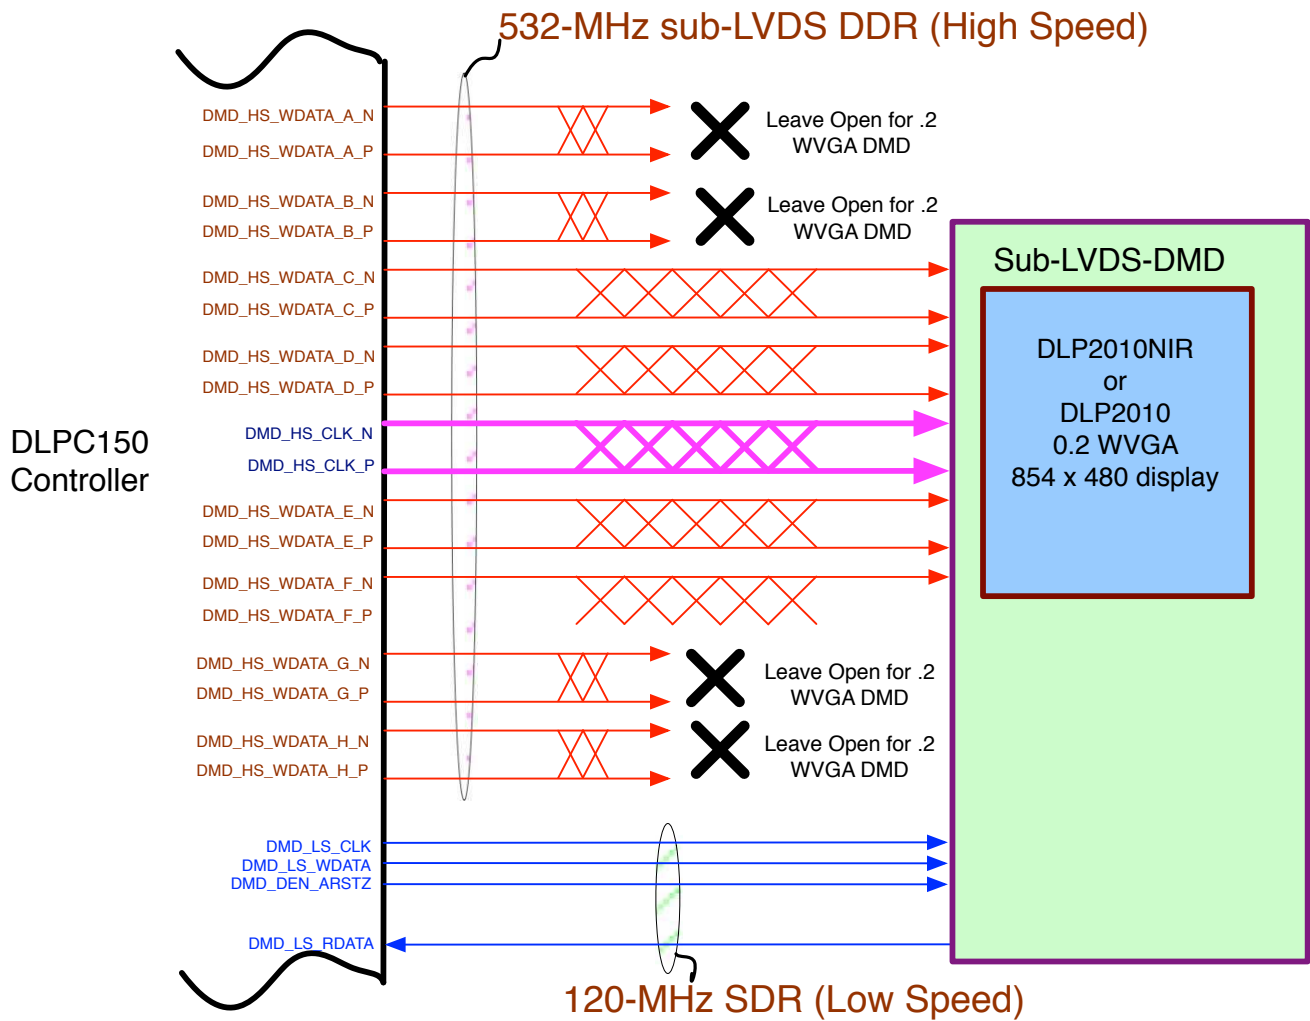 532-MHz sub-LVDS DDR (High Speed)
DMD_HS_WDATA_A_N
DMD_HS_WDATA_A_P
Leave Open for .2
WVGA DMD
DMD_HS_WDATA_B_N
DMD_HS_WDATA_B_P
Leave Open for .2
WVGA DMD
DMD_HS_WDATA_C_N
DMD_HS_WDATA_C_P
DMD_HS_WDATA_D_N
DMD_HS_WDATA_D_P
DMD_HS_CLK_N
DMD_HS_CLK_P
DLPC150
Controller
DMD_HS_WDATA_E_N
DMD_HS_WDATA_E_P
DMD_HS_WDATA_F_N
DMD_HS_WDATA_F_P
DMD_HS_WDATA_G_N
DMD_HS_WDATA_G_P
Leave Open for .2
WVGA DMD
DMD_HS_WDATA_H_N
DMD_HS_WDATA_H_P
Leave Open for .2
WVGA DMD
Sub-LVDS-DMD
DLP2010NIR
or
DLP2010
0.2 WVGA
854 x 480 display
DMD_LS_CLK
DMD_LS_WDATA
DMD_DEN_ARSTZ
DMD_LS_RDATA
120-MHz SDR (Low Speed)